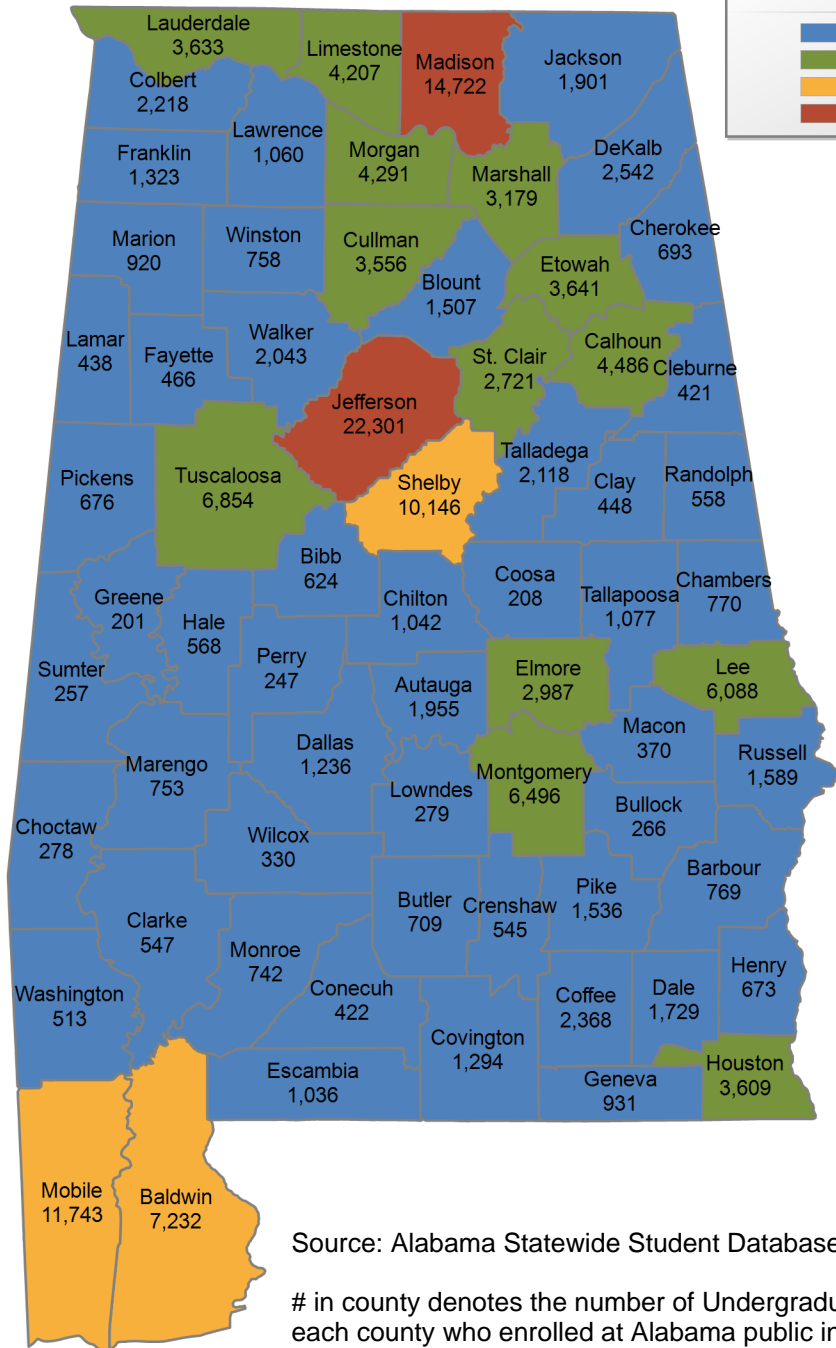 Lauderdale
3,633
Limestone
4,207
Madison
14,722
Jackson
1,901
Colbert
2,218
Lawrence
1,060
Franklin
1,323
Morgan
4,291
Marshall
3,179
DeKalb
2,542
Cherokee
693
Marion
920
Winston
758
Cullman
3,556
Blount
1,507
Etowah
3,641
Lamar
438
Fayette
466
Walker
2,043
St. Clair
2,721
Calhoun
4,486
Cleburne
421
Jefferson
22,301
Pickens
676
Tuscaloosa
6,854
Shelby
10,146
Talladega
2,118
Clay
448
Randolph
558
Bibb
624
Greene
201
Hale
568
Chilton
1,042
Coosa
208
Tallapoosa
1,077
Chambers
770
Sumter
257
Perry
247
Autauga
1,955
Elmore
2,987
Lee
6,088
Marengo
753
Dallas
1,236
Lowndes
279
Montgomery
6,496
Macon
370
Russell
1,589
Bullock
266
Choctaw
278
Wilcox
330
Clarke
547
Butler
709
Crenshaw
545
Pike
1,536
Barbour
769
Monroe
742
Conecuh
422
Washington
513
Covington
1,294
Coffee
2,368
Dale
1,729
Henry
673
Escambia
1,036
Geneva
931
Houston
3,609
Mobile
11,743
Baldwin
7,232
Source: Alabama Statewide Student Database
# in county denotes the number of Undergradu
each county who enrolled at Alabama public in